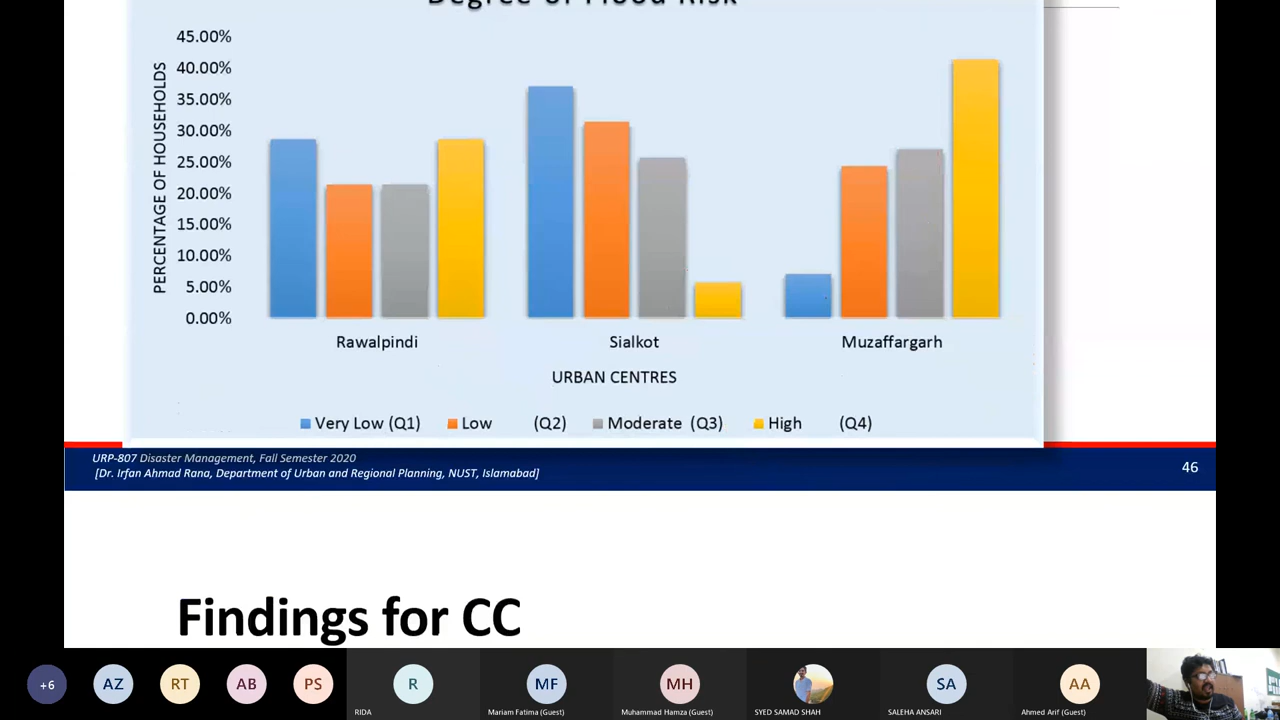 Degree of Flood Risk
45.00%
40.00%
35.00%
30.00%
25.00%
20.00%
15.00%
10.00%
5.00%
0.00%
PERCENTAGE OF HOUSEHOLDS
Rawalpindi Sialkot Muzaffargarh
URBAN CENTRES
Very Low (Q1) Low (Q2) Moderate (Q3) High (Q4)
URP-807 Disaster Management, Fall Semester 2020
[Dr. Irfan Ahmad Rana, Department of Urban and Regional Planning, NUST, Islamabad]
46
Findings for CC
+6 AZ RT AB PS R MF MH SA AA
RIDA Mariam Fatima (Guest) Muhammad Hamza (Guest) SYED SAMAD SHAH SALEHA ANSARI Ahmed Arif (Guest)